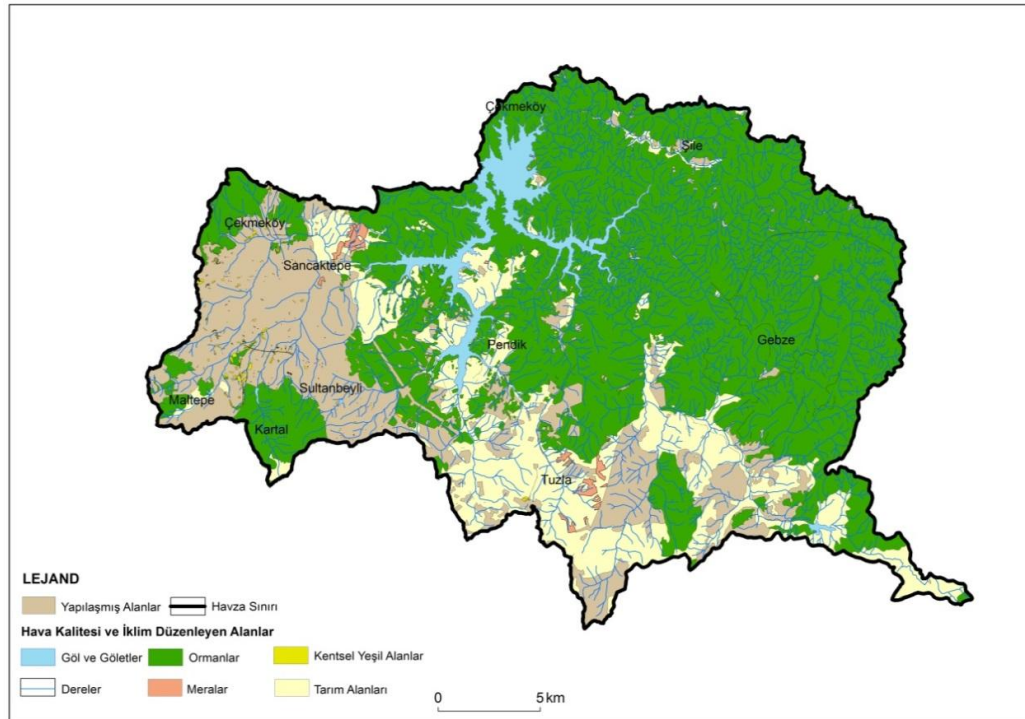 Çekmeköy
Şile
Çekmeköy
Sancaktepe
Gebze
Pendik
Sultanbeyli
Maltepe
Kartal
Tuzla
LEJAND
Yapılaşmış Alanlar
Havza Sınırı
Hava Kalitesi ve İklim Düzenleyen Alanlar
Göl ve Göletler
Ormanlar
Kentsel Yeşil Alanlar
Dereler
Meralar
Tarım Alanları
0 5 km